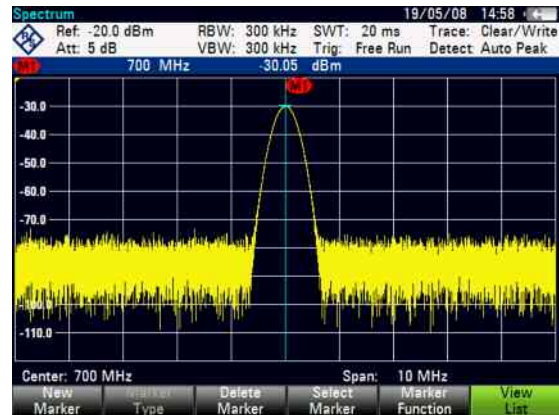 Spectrum 19/05/08 14:58
Ref: -20.0 dBm RBW: 300 kHz SWT: 20 ms Trace: Clear/Write
Att: 5 dB VBW: 300 kHz Trig: Free Run Detect: Auto Peak
M1 700 MHz -30.05 dBm
M1
-30.0
-40.0
-50.0
-60.0
-70.0
-100.0
-110.0
Center: 700 MHz Span: 10 MHz
New Marker Delete Select Marker View
Marker Type Marker Marker Function List